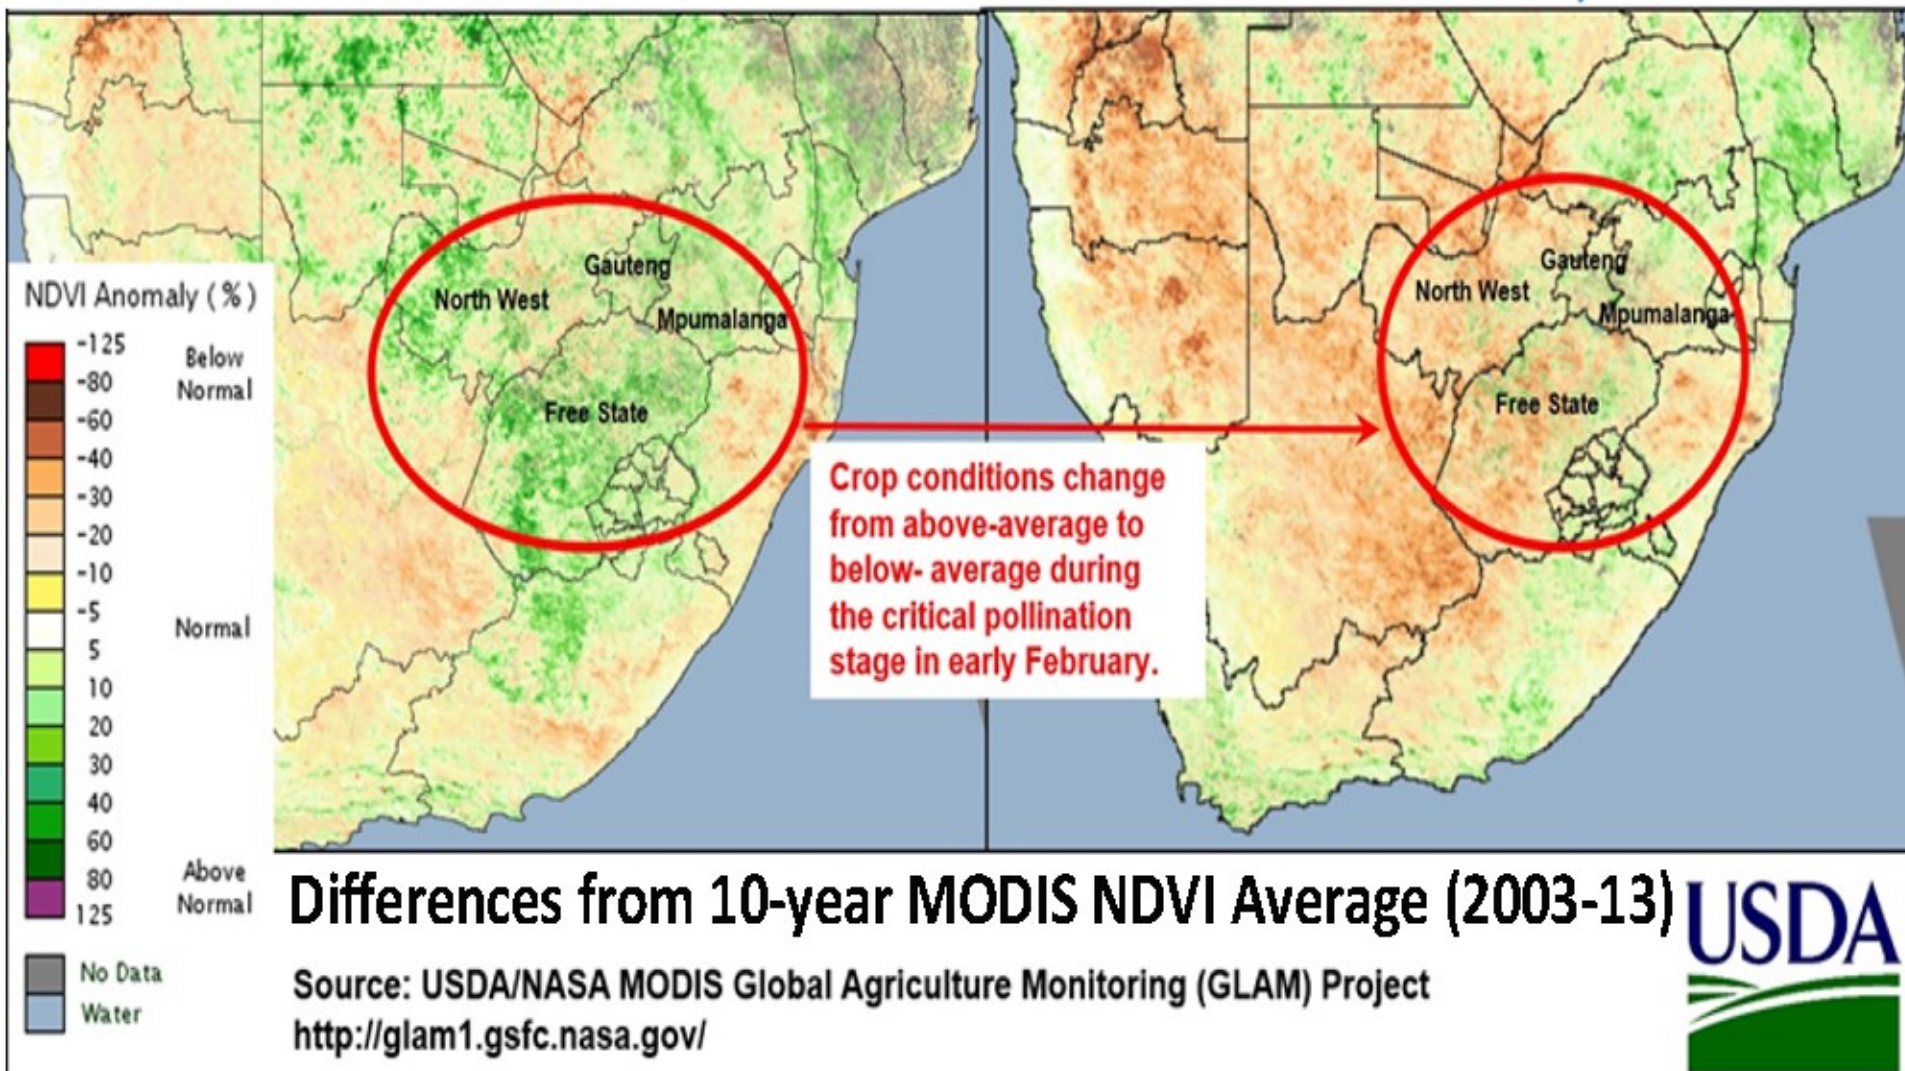 Gauteng
North West
Mpumalanga
Free State
Gauteng
North West
Mpumalanga
Free State
NDVI Anomaly (%)
-125
Below
Normal
-80
-60
-40
-30
-20
-10
-5
Normal
5
10
20
30
40
60
80
Above
Normal
125
No Data
Water
Crop conditions change
from above-average to
below- average during
the critical pollination
stage in early February.
Differences from 10-year MODIS NDVI Average (2003-13)
USDA
Source: USDA/NASA MODIS Global Agriculture Monitoring (GLAM) Project
http://glam1.gsfc.nasa.gov/